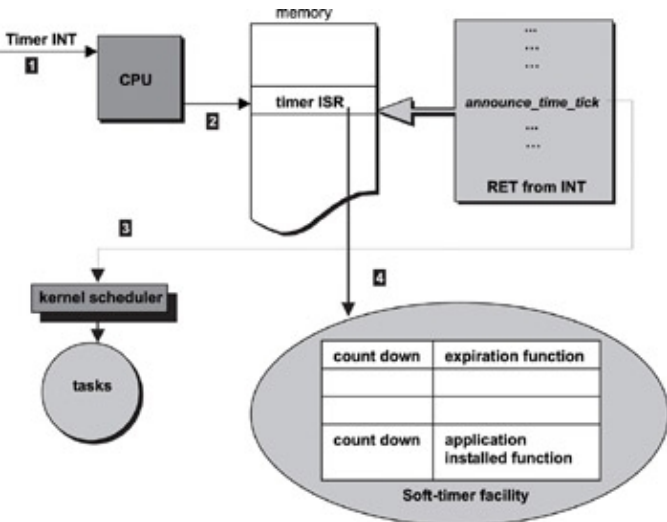 memory
Timer INT
1
CPU
2
timer ISR
...
...
...
announce_time_tick
...
...
RET from INT
3
kernel scheduler
tasks
4
count down expiration function
count down application
installed function
Soft-timer facility